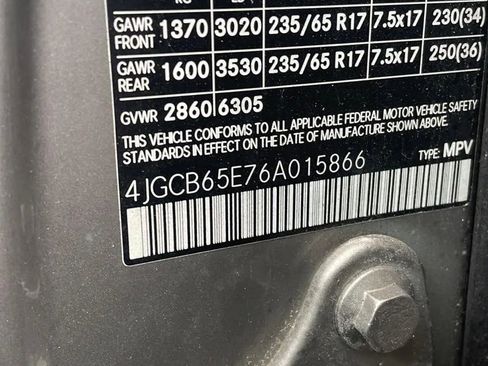 GAWR FRONT 1370 3020 235/65 R17 7.5x17 230(34)
GAWR REAR 1600 3530 235/65 R17 7.5x17 250(36)
GVWR 2860 6305
THIS VEHICLE CONFORMS TO ALL APPLICABLE FEDERAL MOTOR VEHICLE SAFETY
STANDARDS IN EFFECT ON THE DATE OF MANUFACTURE SHOWN ABOVE.
4JGCB65E76A015866 TYPE: MPV